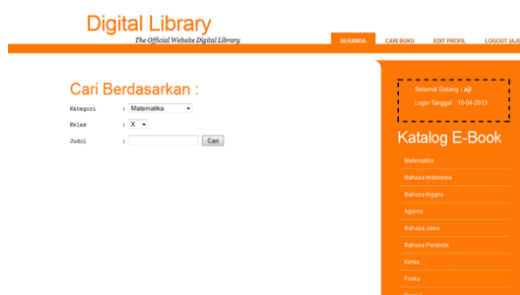 Digital Library
The Official Website Digital Library
BERANDA CARI BUKU EDIT PROFIL LOGOUT (AJI)
Cari Berdasarkan :
Kategori : Matematika
Kelas : X
Judul : Cari
Selamat Datang : aji
Login Tanggal : 10-04-2013
Katalog E-Book
Matematika
Bahasa Indonesia
Bahasa Inggris
Agama
Bahasa Jawa
Bahasa Perancis
Kimia
Fisika